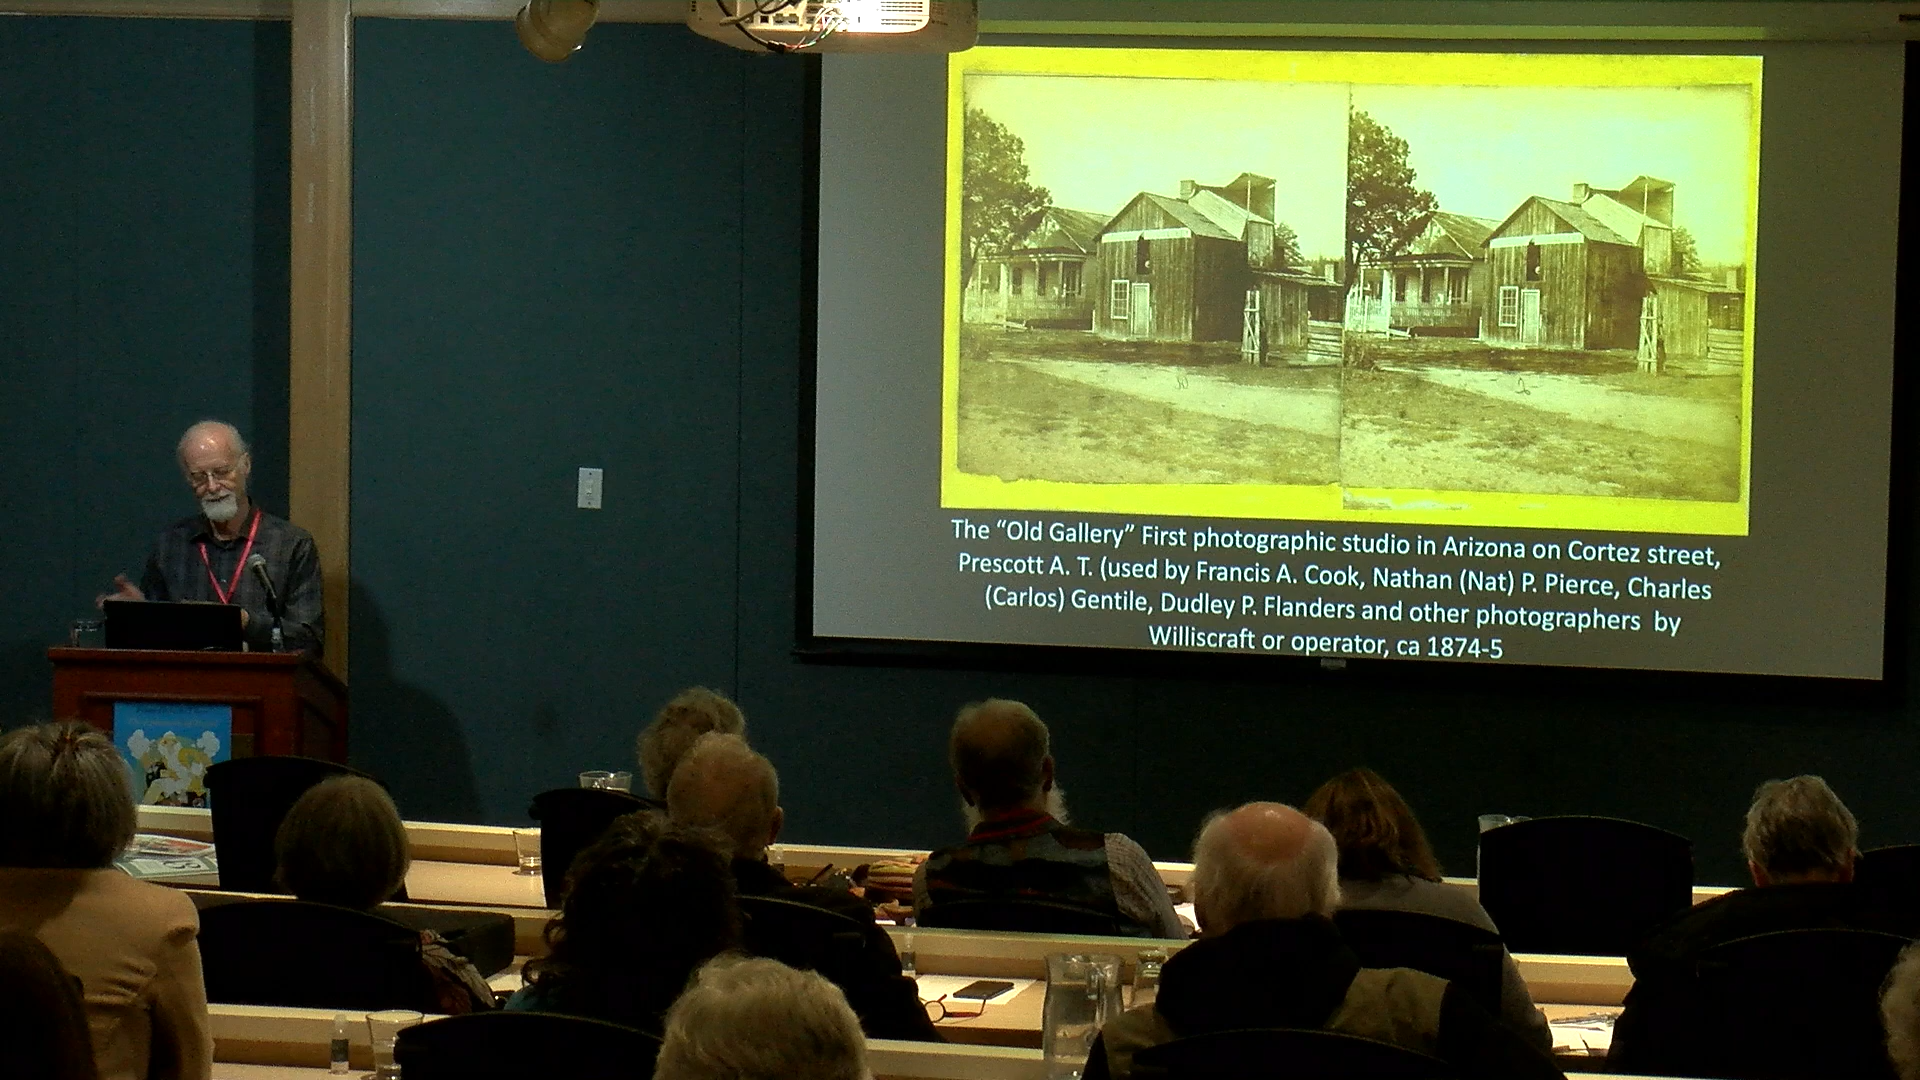 The “Old Gallery” First photographic studio in Arizona on Cortez street,
Prescott A. T. (used by Francis A. Cook, Nathan (Nat) P. Pierce, Charles
(Carlos) Gentile, Dudley P. Flanders and other photographers by
Williscraft or operator, ca 1874-5